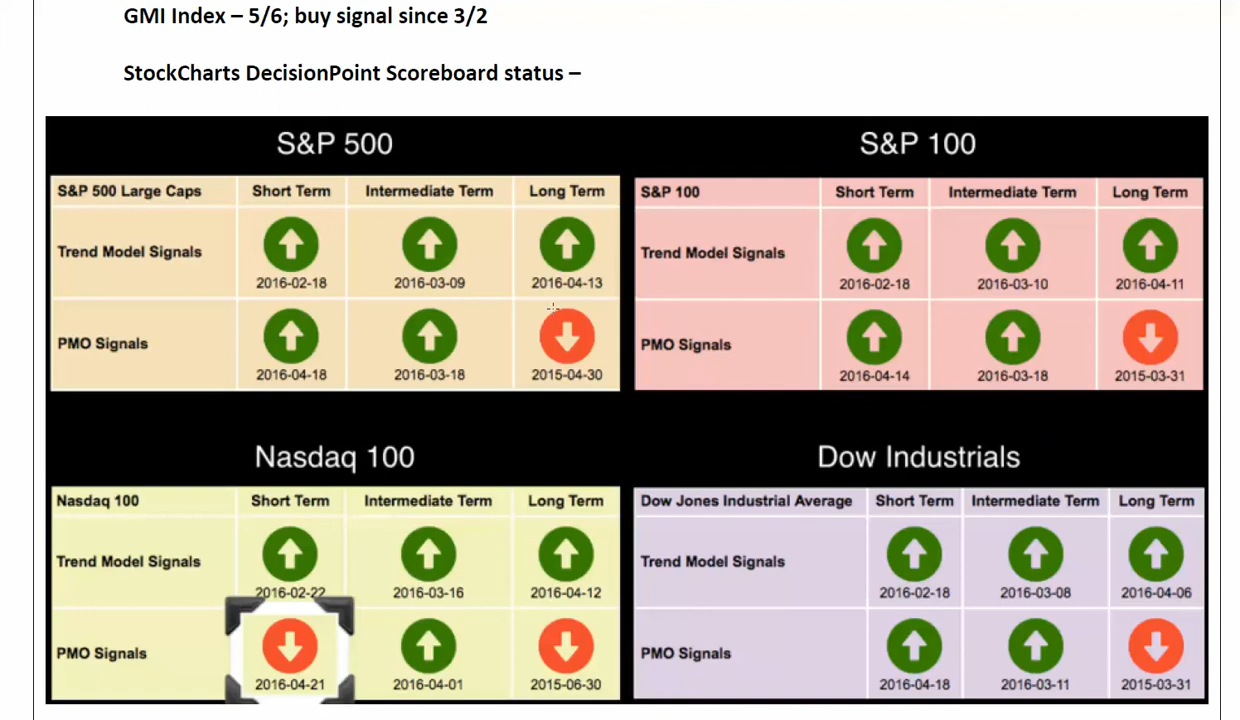 GMI Index – 5/6; buy signal since 3/2
StockCharts DecisionPoint Scoreboard status –
S&P 500
S&P 500 Large Caps Short Term Intermediate Term Long Term
Trend Model Signals
2016-02-18 2016-03-09 2016-04-13
PMO Signals
2016-04-18 2016-03-18 2015-04-30
S&P 100
S&P 100 Short Term Intermediate Term Long Term
Trend Model Signals
2016-02-18 2016-03-10 2016-04-11
PMO Signals
2016-04-14 2016-03-18 2015-03-31
Nasdaq 100
Nasdaq 100 Short Term Intermediate Term Long Term
Trend Model Signals
2016-02-22 2016-03-16 2016-04-12
PMO Signals
2016-04-21 2016-04-01 2015-06-30
Dow Industrials
Dow Jones Industrial Average Short Term Intermediate Term Long Term
Trend Model Signals
2016-02-18 2016-03-08 2016-04-06
PMO Signals
2016-04-18 2016-03-11 2015-03-31